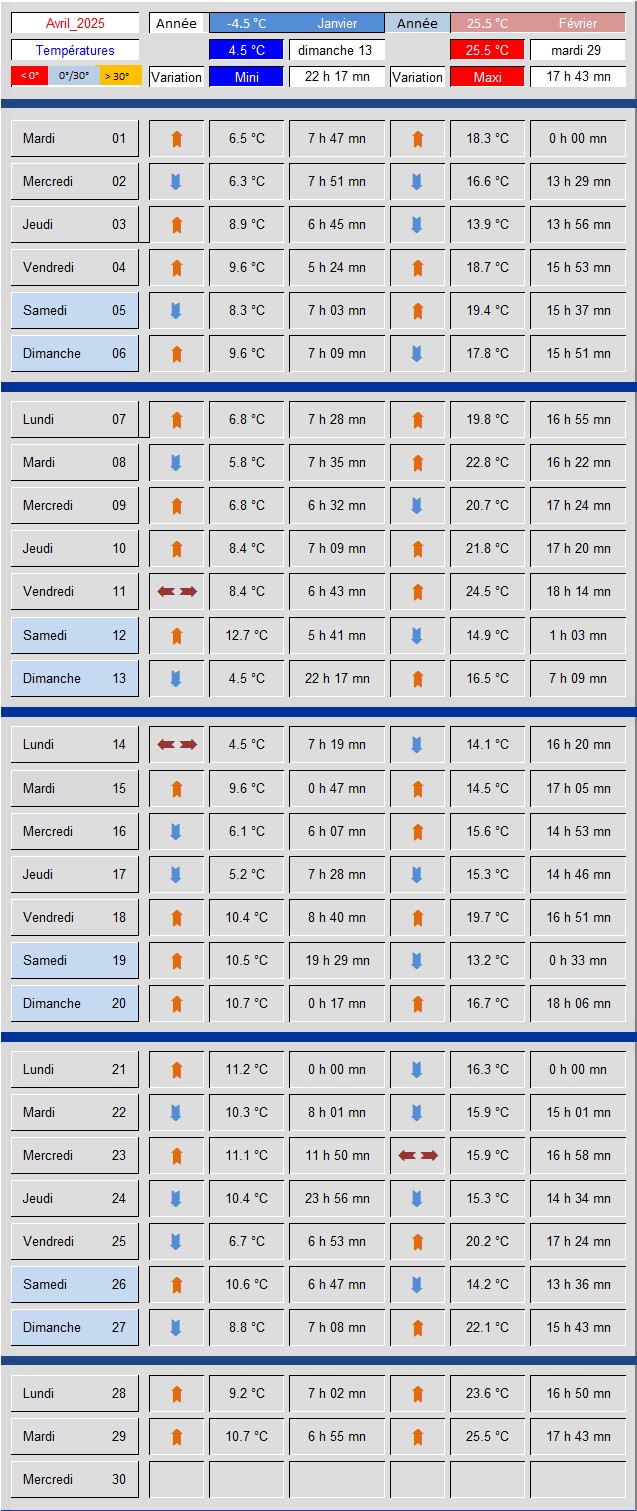 Avril_2025 Année -4.5 °C Janvier Année 25.5 °C Février
Températures 4.5 °C dimanche 13 25.5 °C mardi 29
< 0° 0°/30° > 30° Variation Mini 22 h 17 mn Variation Maxi 17 h 43 mn
Mardi 01 6.5 °C 7 h 47 mn 18.3 °C 0 h 00 mn
Mercredi 02 6.3 °C 7 h 51 mn 16.6 °C 13 h 29 mn
Jeudi 03 8.9 °C 6 h 45 mn 13.9 °C 13 h 56 mn
Vendredi 04 9.6 °C 5 h 24 mn 18.7 °C 15 h 53 mn
Samedi 05 8.3 °C 7 h 03 mn 19.4 °C 15 h 37 mn
Dimanche 06 9.6 °C 7 h 09 mn 17.8 °C 15 h 51 mn
Lundi 07 6.8 °C 7 h 28 mn 19.8 °C 16 h 55 mn
Mardi 08 5.8 °C 7 h 35 mn 22.8 °C 16 h 22 mn
Mercredi 09 6.8 °C 6 h 32 mn 20.7 °C 17 h 24 mn
Jeudi 10 8.4 °C 7 h 09 mn 21.8 °C 17 h 20 mn
Vendredi 11 8.4 °C 6 h 43 mn 24.5 °C 18 h 14 mn
Samedi 12 12.7 °C 5 h 41 mn 14.9 °C 1 h 03 mn
Dimanche 13 4.5 °C 22 h 17 mn 16.5 °C 7 h 09 mn
Lundi 14 4.5 °C 7 h 19 mn 14.1 °C 16 h 20 mn
Mardi 15 9.6 °C 0 h 47 mn 14.5 °C 17 h 05 mn
Mercredi 16 6.1 °C 6 h 07 mn 15.6 °C 14 h 53 mn
Jeudi 17 5.2 °C 7 h 28 mn 15.3 °C 14 h 46 mn
Vendredi 18 10.4 °C 8 h 40 mn 19.7 °C 16 h 51 mn
Samedi 19 10.5 °C 19 h 29 mn 13.2 °C 0 h 33 mn
Dimanche 20 10.7 °C 0 h 17 mn 16.7 °C 18 h 06 mn
Lundi 21 11.2 °C 0 h 00 mn 16.3 °C 0 h 00 mn
Mardi 22 10.3 °C 8 h 01 mn 15.9 °C 15 h 01 mn
Mercredi 23 11.1 °C 11 h 50 mn 15.9 °C 16 h 58 mn
Jeudi 24 10.4 °C 23 h 56 mn 15.3 °C 14 h 34 mn
Vendredi 25 6.7 °C 6 h 53 mn 20.2 °C 17 h 24 mn
Samedi 26 10.6 °C 6 h 47 mn 14.2 °C 13 h 36 mn
Dimanche 27 8.8 °C 7 h 08 mn 22.1 °C 15 h 43 mn
Lundi 28 9.2 °C 7 h 02 mn 23.6 °C 16 h 50 mn
Mardi 29 10.7 °C 6 h 55 mn 25.5 °C 17 h 43 mn
Mercredi 30